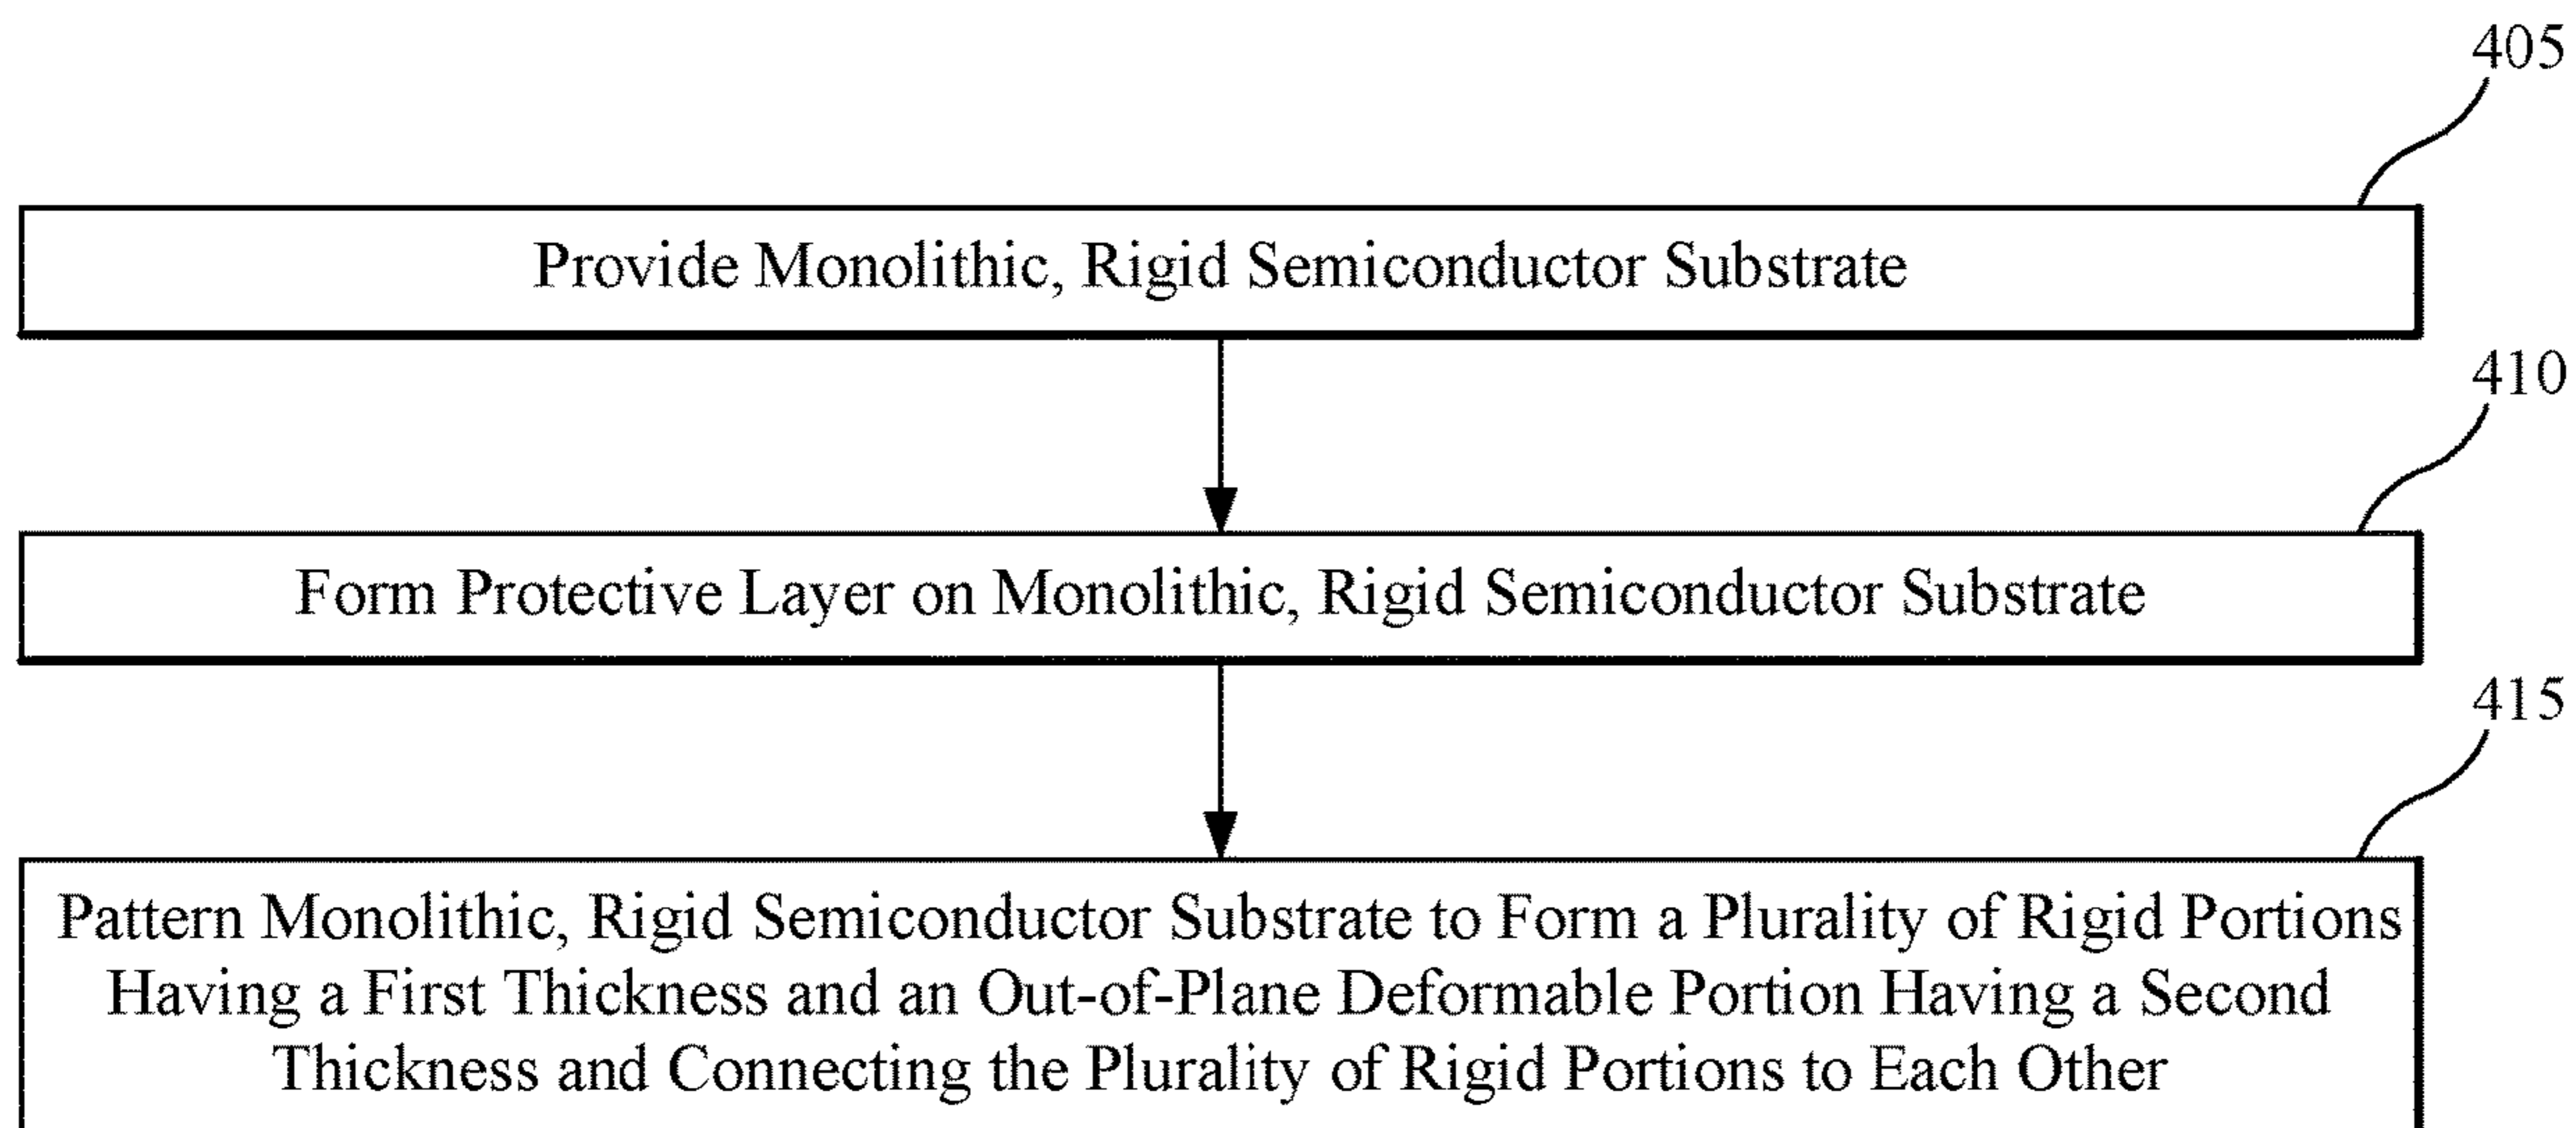 405
Provide Monolithic, Rigid Semiconductor Substrate
410
Form Protective Layer on Monolithic, Rigid Semiconductor Substrate
415
Pattern Monolithic, Rigid Semiconductor Substrate to Form a Plurality of Rigid Portions
Having a First Thickness and an Out-of-Plane Deformable Portion Having a Second
Thickness and Connecting the Plurality of Rigid Portions to Each Other